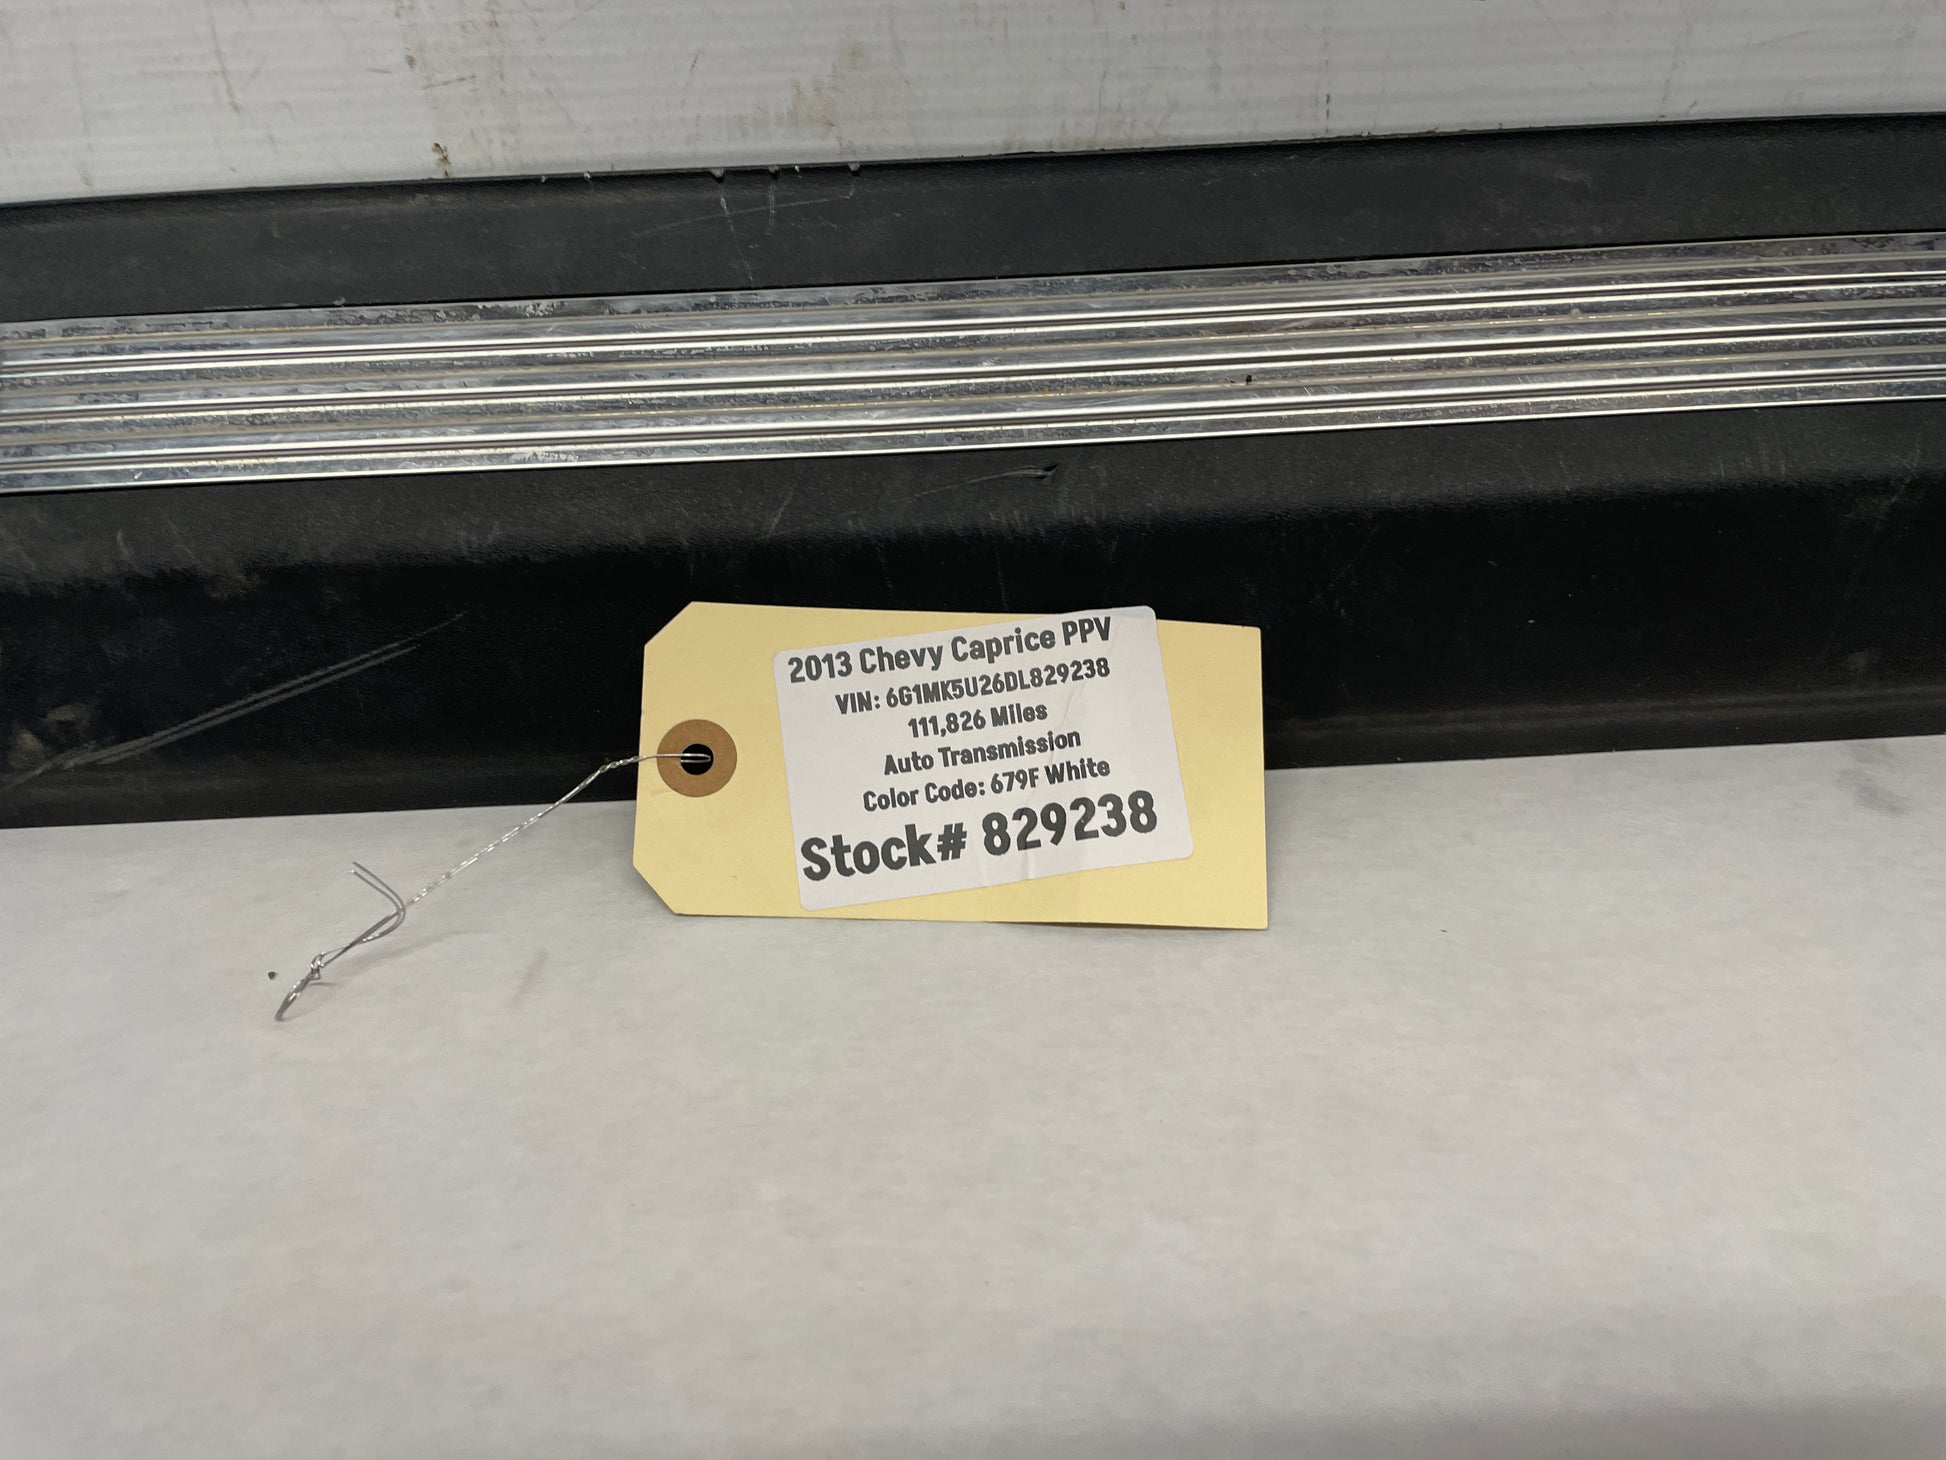 2013 Chevy Caprice PPV
VIN: 6G1MK5U26DL829238
111,826 Miles
Auto Transmission
Color Code: 679F White
Stock# 829238